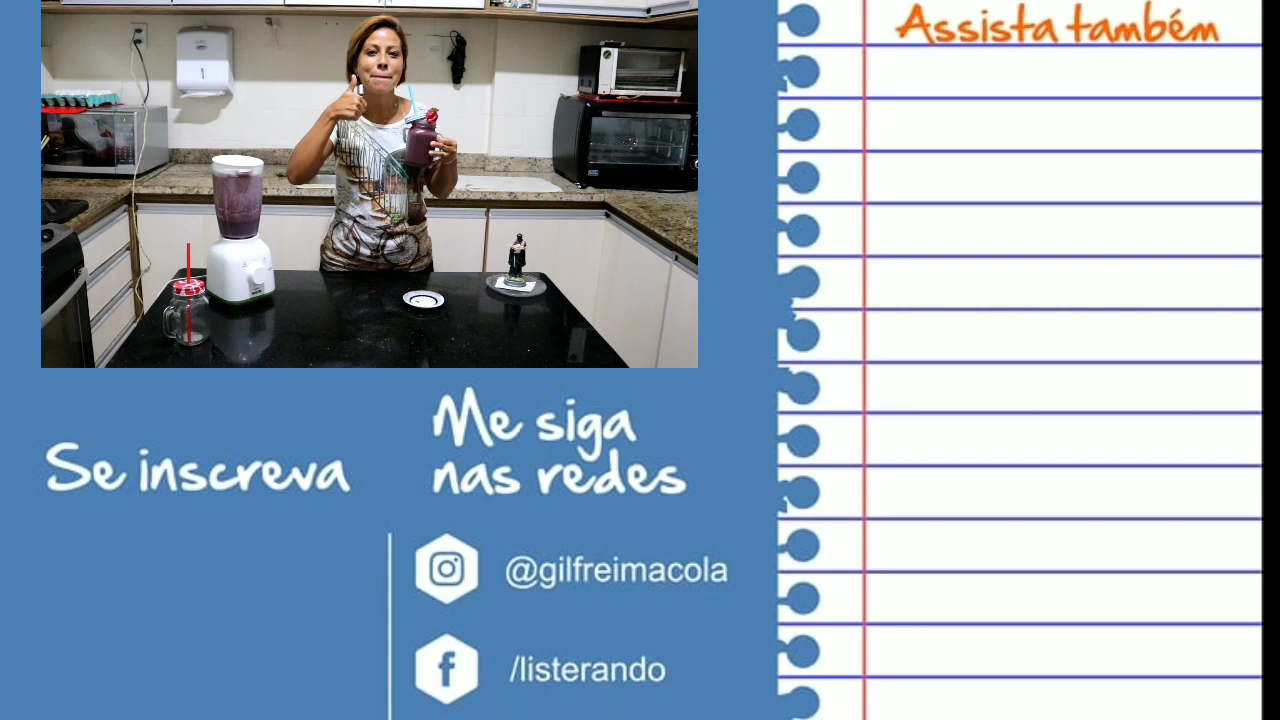 Assista também
Se inscreva
Me siga
nas redes
@gilfreimacola
/listerando